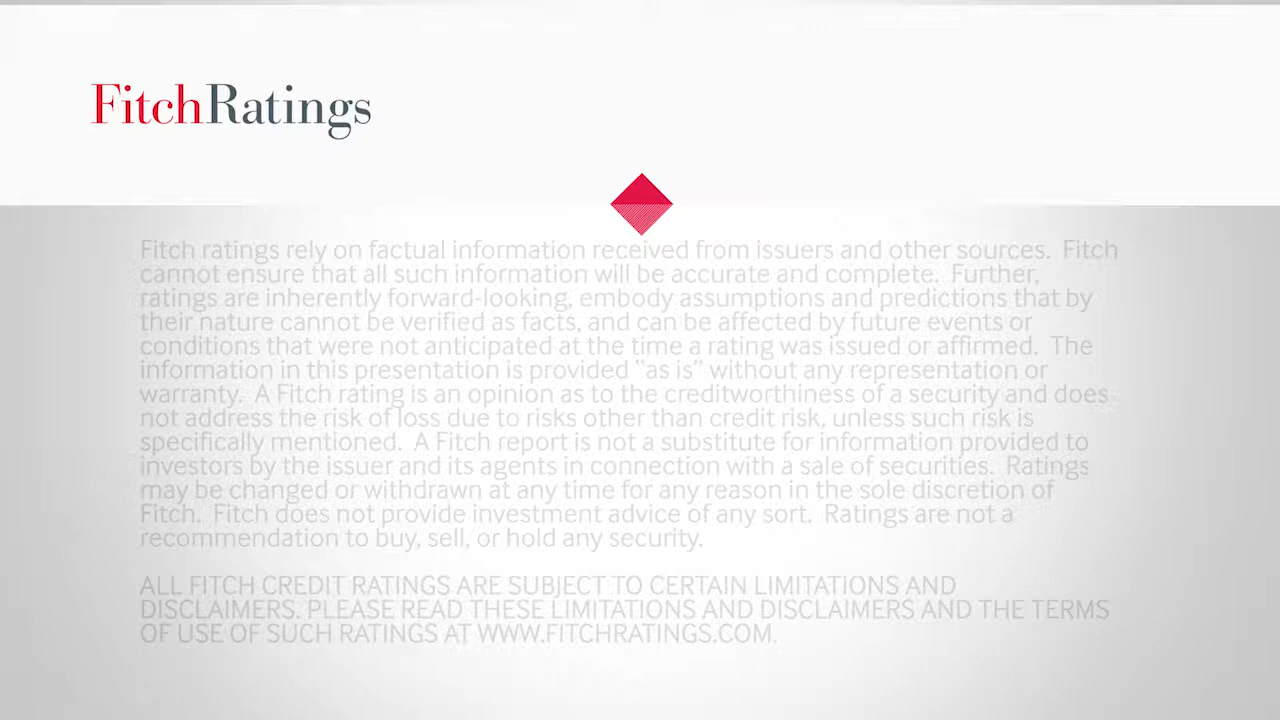 FitchRatings
Fitch ratings rely on factual information received from issuers and other sources.  Fitch
cannot ensure that all such information will be accurate and complete.  Further,
ratings are inherently forward-looking, embody assumptions and predictions that by
their nature cannot be verified as facts, and can be affected by future events or
conditions that were not anticipated at the time a rating was issued or affirmed.  The
information in this presentation is provided "as is" without any representation or
warranty.  A Fitch rating is an opinion as to the creditworthiness of a security and does
not address the risk of loss due to risks other than credit risk, unless such risk is
specifically mentioned.  A Fitch report is not a substitute for information provided to
investors by the issuer and its agents in connection with a sale of securities.  Ratings
may be changed or withdrawn at any time for any reason in the sole discretion of
Fitch.  Fitch does not provide investment advice of any sort.  Ratings are not a
recommendation to buy, sell, or hold any security.
ALL FITCH CREDIT RATINGS ARE SUBJECT TO CERTAIN LIMITATIONS AND
DISCLAIMERS. PLEASE READ THESE LIMITATIONS AND DISCLAIMERS AND THE TERMS
OF USE OF SUCH RATINGS AT WWW.FITCHRATINGS.COM.